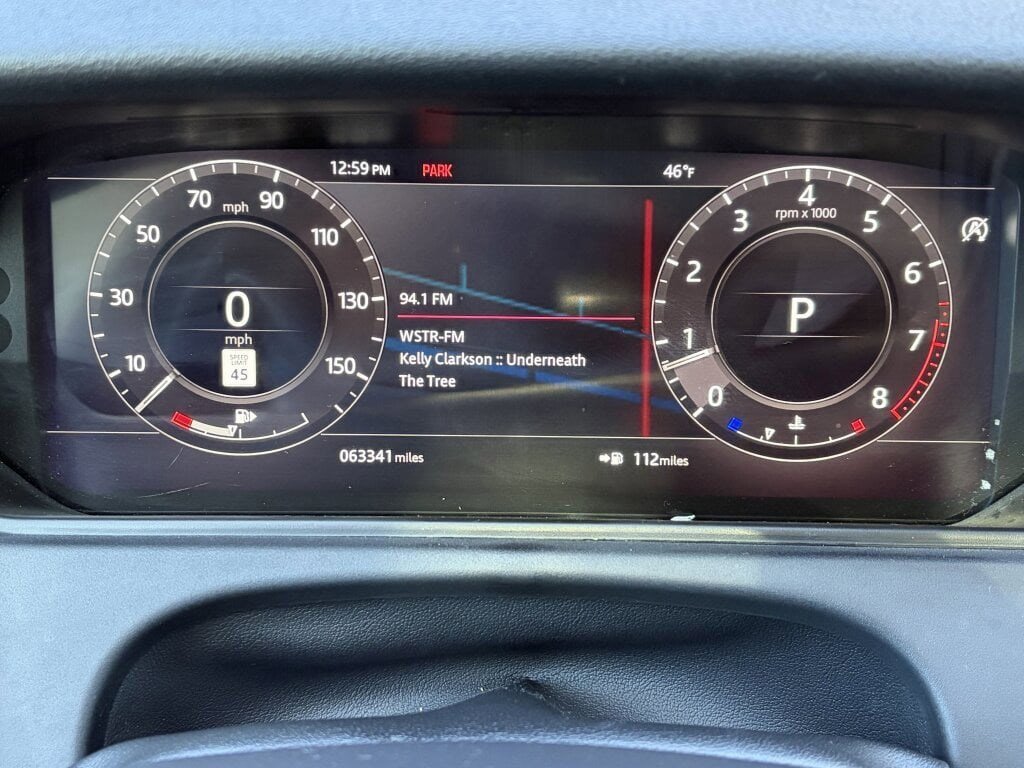 12:59 PM PARK 46°F
70 mph 90
50 110
30 130
10 150
0
mph
SPEED
LIMIT
45
94.1 FM
WSTR-FM
Kelly Clarkson :: Underneath
The Tree
4
rpm x 1000
3 5
2 6
1 7
0 8
P
A
063341 miles
112 miles